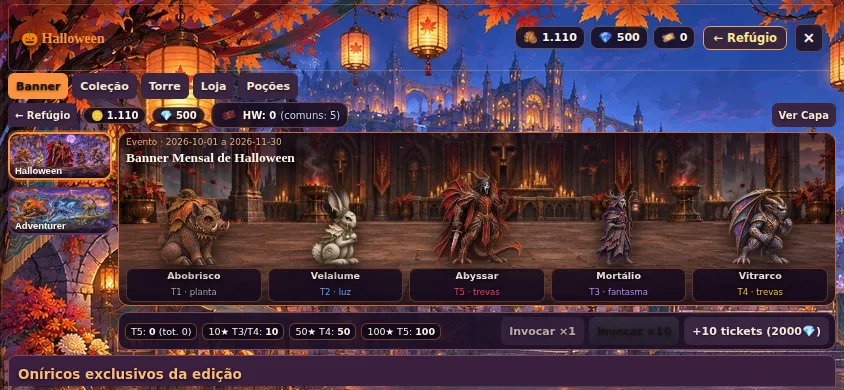 Halloween
1.110
500
0
← Refúgio
✕
Banner
Coleção
Torre
Loja
Poções
← Refúgio
1.110
500
HW: 0 (comuns: 5)
Ver Capa
Halloween
Adventurer
Evento · 2026-10-01 a 2026-11-30
Banner Mensal de Halloween
Abobrisco
T1 · planta
Velalume
T2 · luz
Abyssar
T5 · trevas
Mortálio
T3 · fantasma
Vitrarco
T4 · trevas
T5: 0 (tot. 0)
10★ T3/T4: 10
50★ T4: 50
100★ T5: 100
Invocar ×1
Invocar ×10
+10 tickets (2000💎)
Oníricos exclusivos da edição